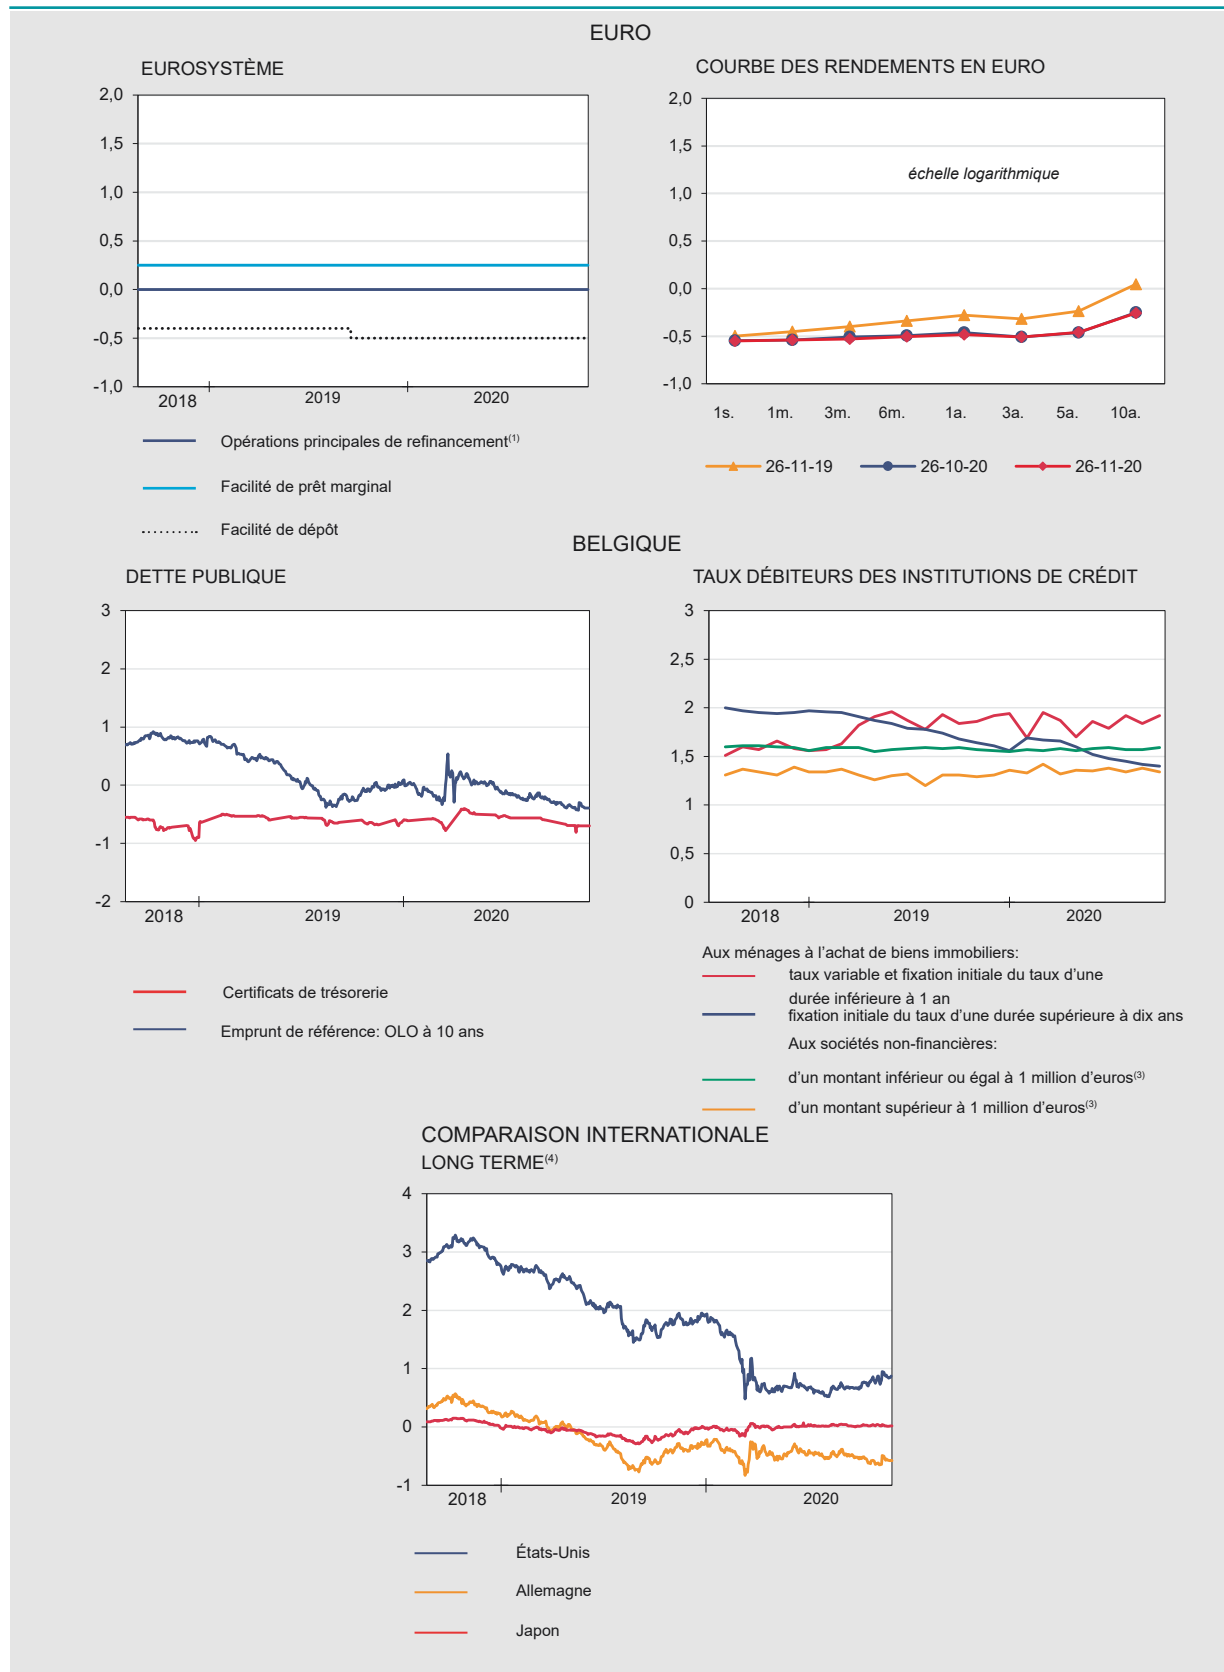 EURO
EUROSYSTÈME
2,0
1,5
1,0
0,5
0,0
-0,5
-1,0
2018 2019 2020
Opérations principales de refinancement(1)
Facilité de prêt marginal
Facilité de dépôt
COURBE DES RENDEMENTS EN EURO
2,0
1,5
1,0
0,5
0,0
-0,5
-1,0
échelle logarithmique
1s. 1m. 3m. 6m. 1a. 3a. 5a. 10a.
26-11-19 26-10-20 26-11-20
BELGIQUE
DETTE PUBLIQUE
3
2
1
0
-1
-2
2018 2019 2020
Certificats de trésorerie
Emprunt de référence: OLO à 10 ans
TAUX DÉBITEURS DES INSTITUTIONS DE CRÉDIT
3
2,5
2
1,5
1
0,5
0
2018 2019 2020
Aux ménages à l’achat de biens immobiliers:
taux variable et fixation initiale du taux d’une
durée inférieure à 1 an
fixation initiale du taux d’une durée supérieure à dix ans
Aux sociétés non-financières:
d’un montant inférieur ou égal à 1 million d’euros(3)
d’un montant supérieur à 1 million d’euros(3)
COMPARAISON INTERNATIONALE
LONG TERME(4)
4
3
2
1
0
-1
2018 2019 2020
États-Unis
Allemagne
Japon